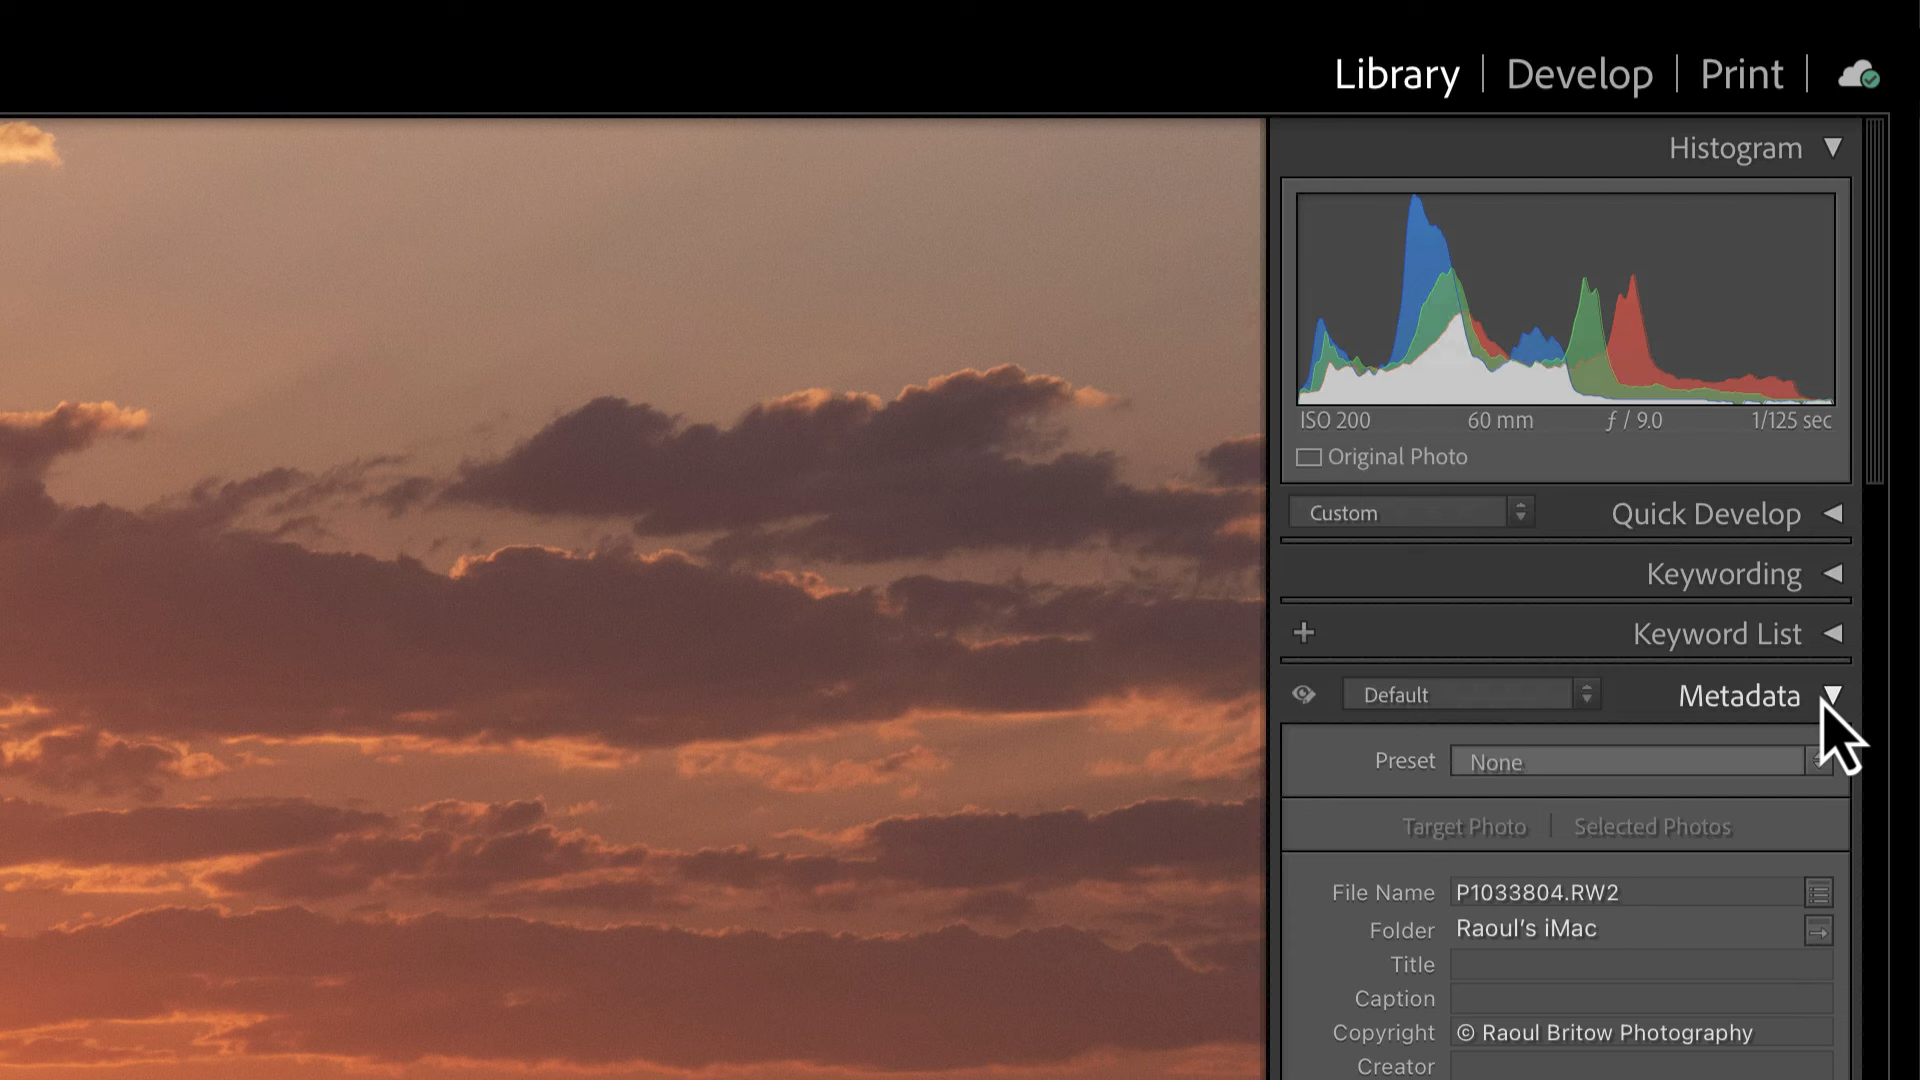 Library | Develop | Print |
Histogram
ISO 200 60 mm ƒ / 9.0 1/125 sec
Original Photo
Custom Quick Develop
Keywording
Keyword List
Default Metadata
Preset None
Target Photo | Selected Photos
File Name P1033804.RW2
Folder Raoul’s iMac
Title
Caption
Copyright © Raoul Britow Photography
Creator